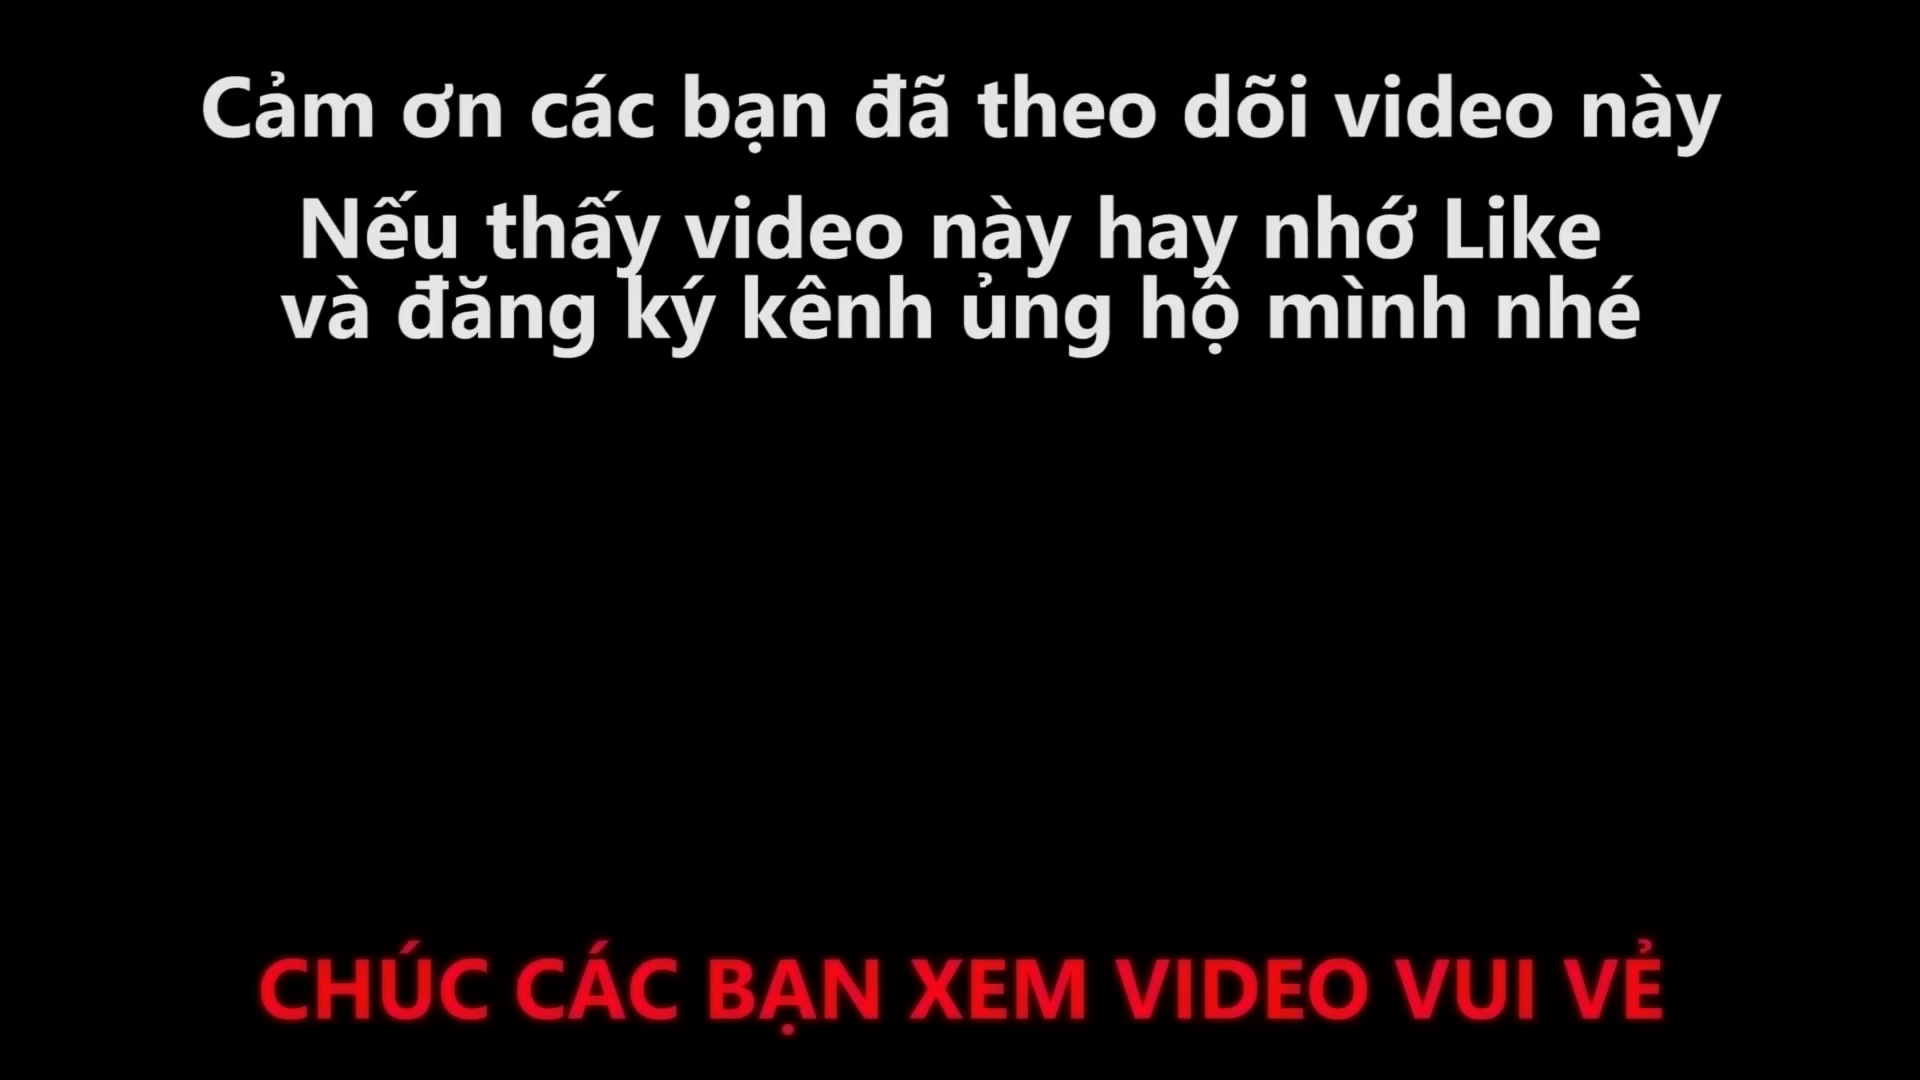 Cảm ơn các bạn đã theo dõi video này
Nếu thấy video này hay nhớ Like
và đăng ký kênh ủng hộ mình nhé
CHÚC CÁC BẠN XEM VIDEO VUI VẺ